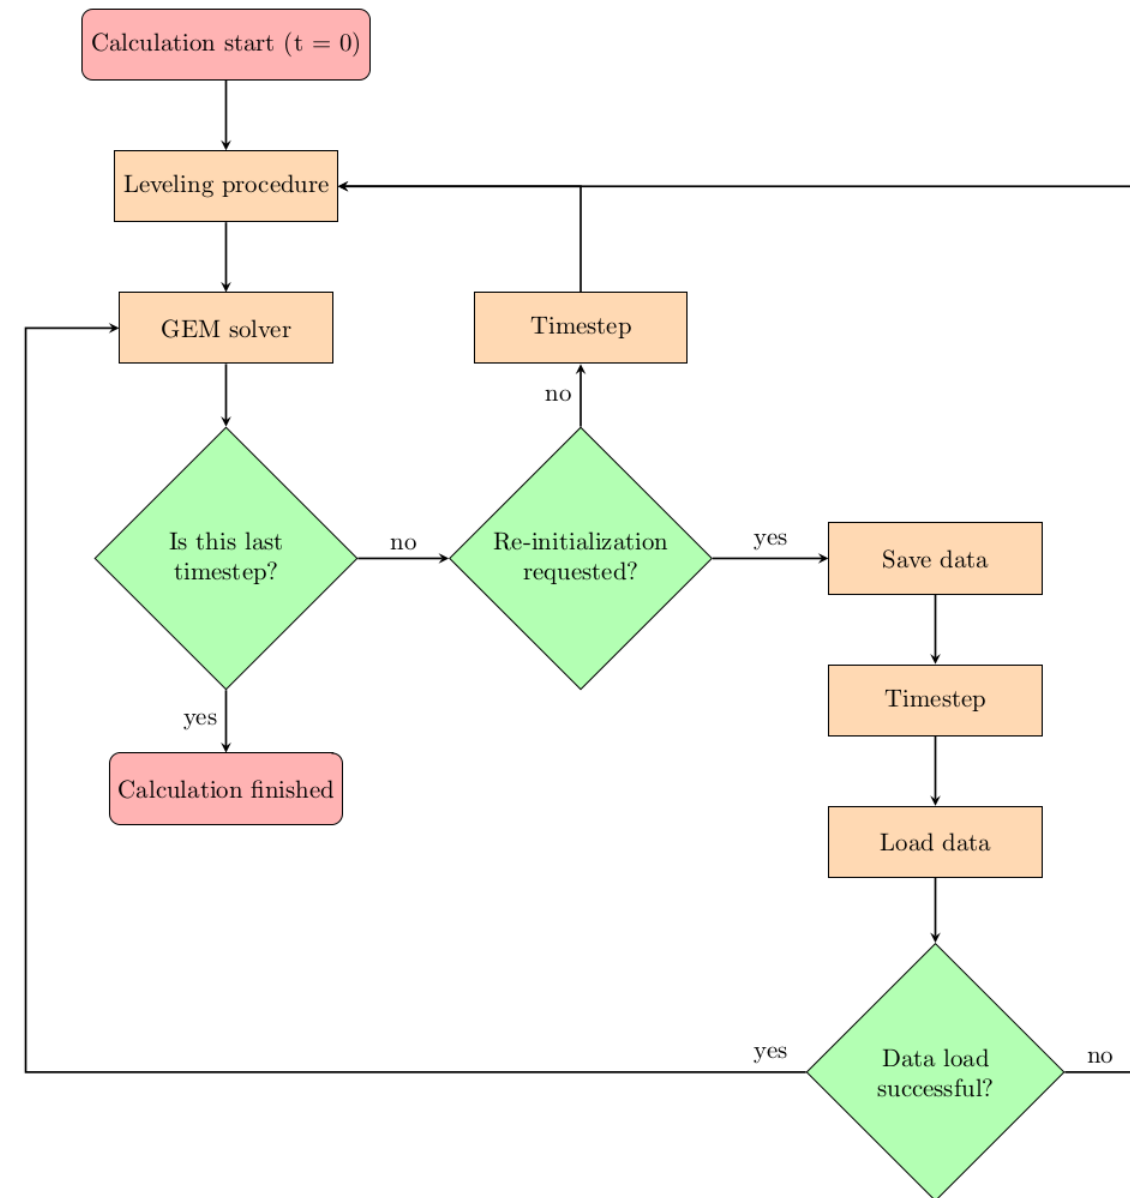 Calculation start (t = 0)
Leveling procedure
GEM solver
Timestep
no
Is this last
timestep?
no
Re-initialization
requested?
yes
Save data
yes
Timestep
Calculation finished
Load data
yes
Data load
successful?
no